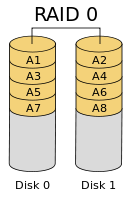 RAID 0
A1 A2
A3 A4
A5 A6
A7 A8
Disk 0 Disk 1